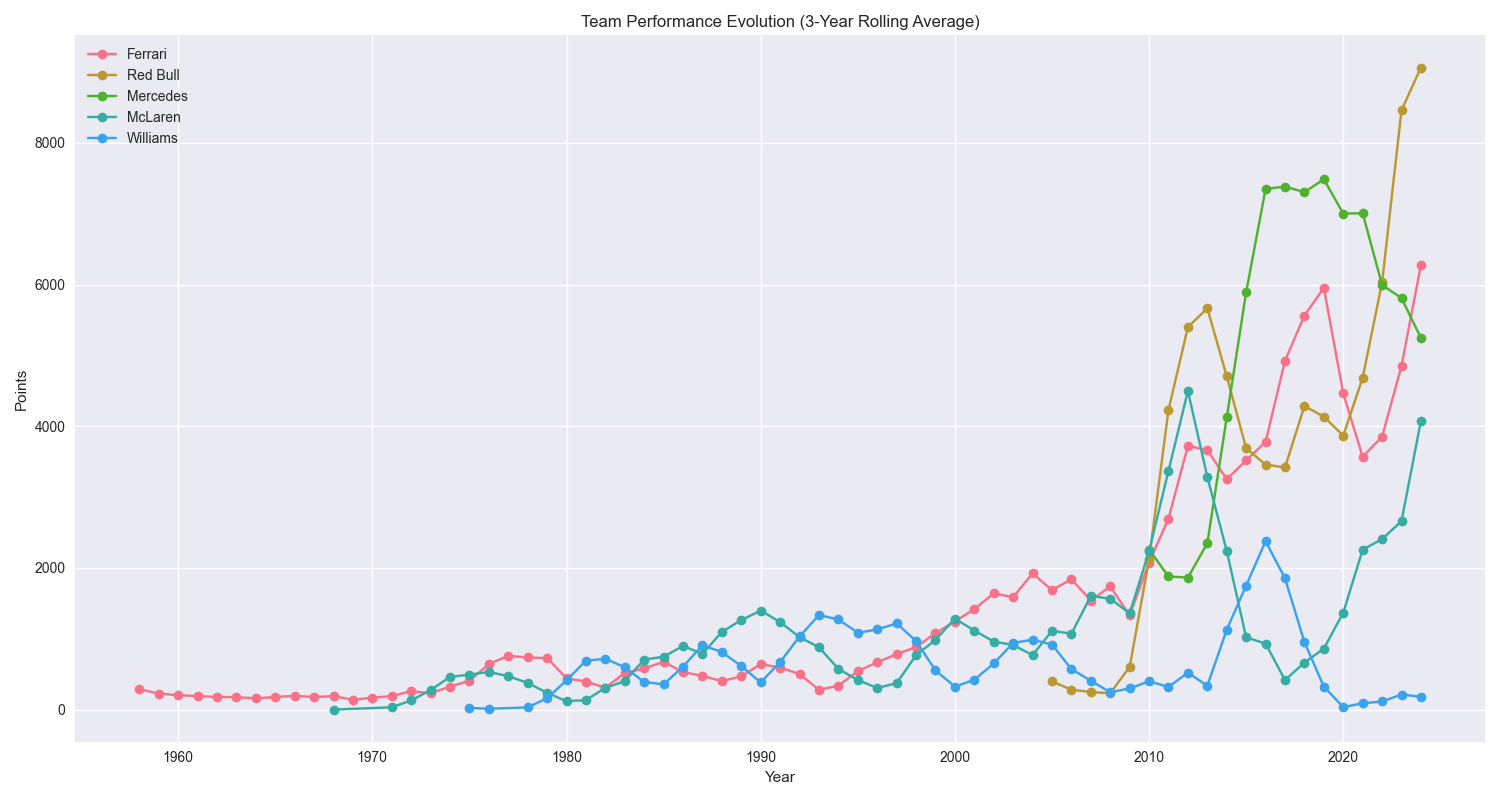 Team Performance Evolution (3-Year Rolling Average)
Ferrari
Red Bull
Mercedes
McLaren
Williams
8000
6000
4000
2000
0
Points
1960 1970 1980 1990 2000 2010 2020
Year